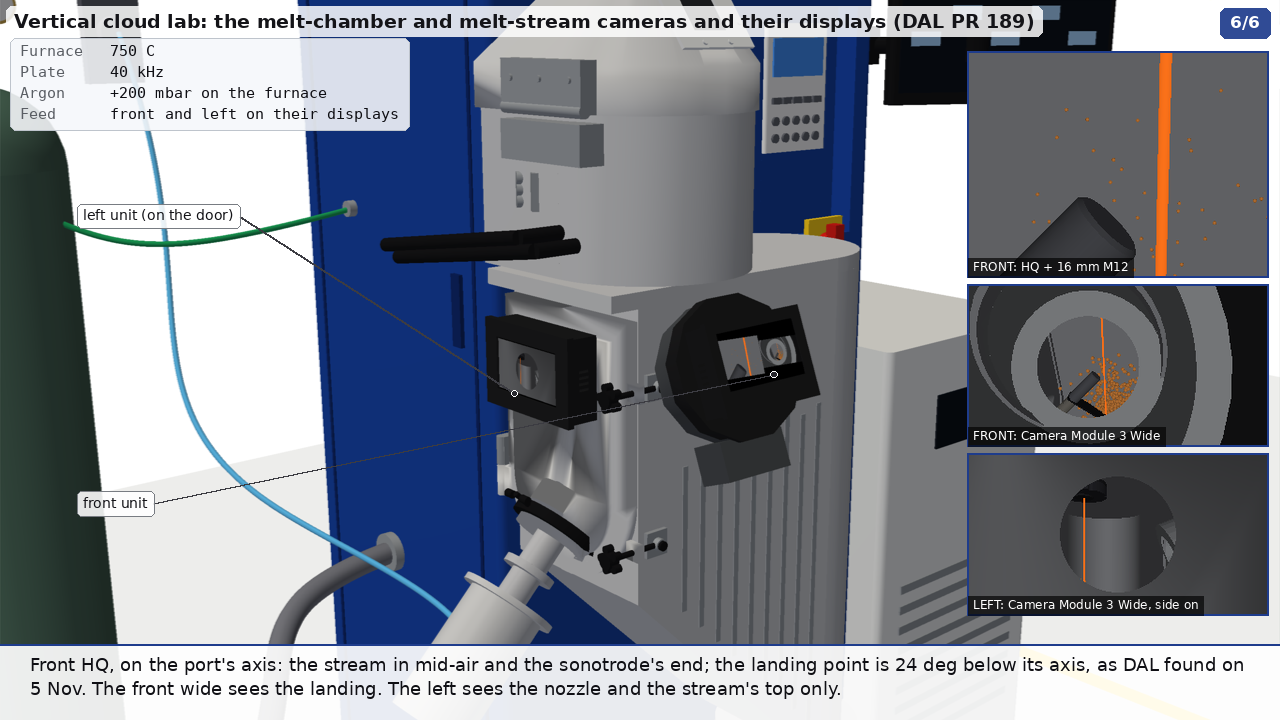 Vertical cloud lab: the melt-chamber and melt-stream cameras and their displays (DAL PR 189)
6/6
Furnace 750 C
Plate 40 kHz
Argon +200 mbar on the furnace
Feed front and left on their displays
left unit (on the door)
front unit
FRONT: HQ + 16 mm M12
FRONT: Camera Module 3 Wide
LEFT: Camera Module 3 Wide, side on
Front HQ, on the port's axis: the stream in mid-air and the sonotrode's end; the landing point is 24 deg below its axis, as DAL found on
5 Nov. The front wide sees the landing. The left sees the nozzle and the stream's top only.